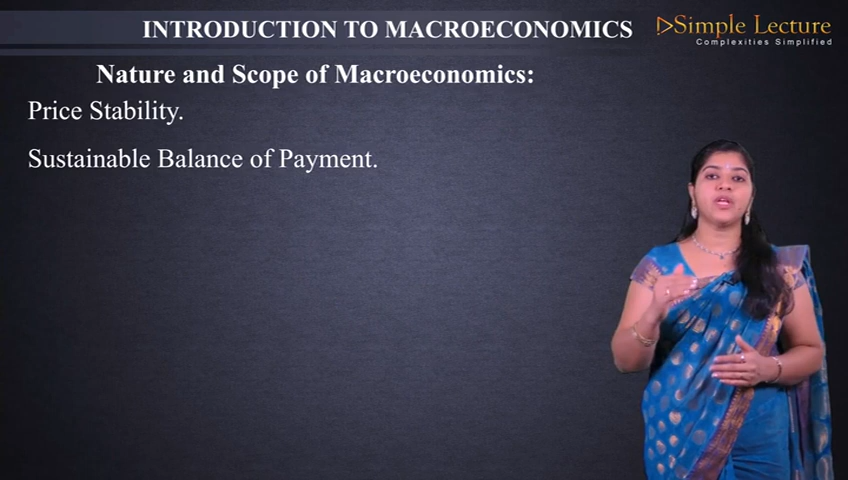 INTRODUCTION TO MACROECONOMICS
Simple Lecture
Complexities Simplified
Nature and Scope of Macroeconomics:
Price Stability.
Sustainable Balance of Payment.